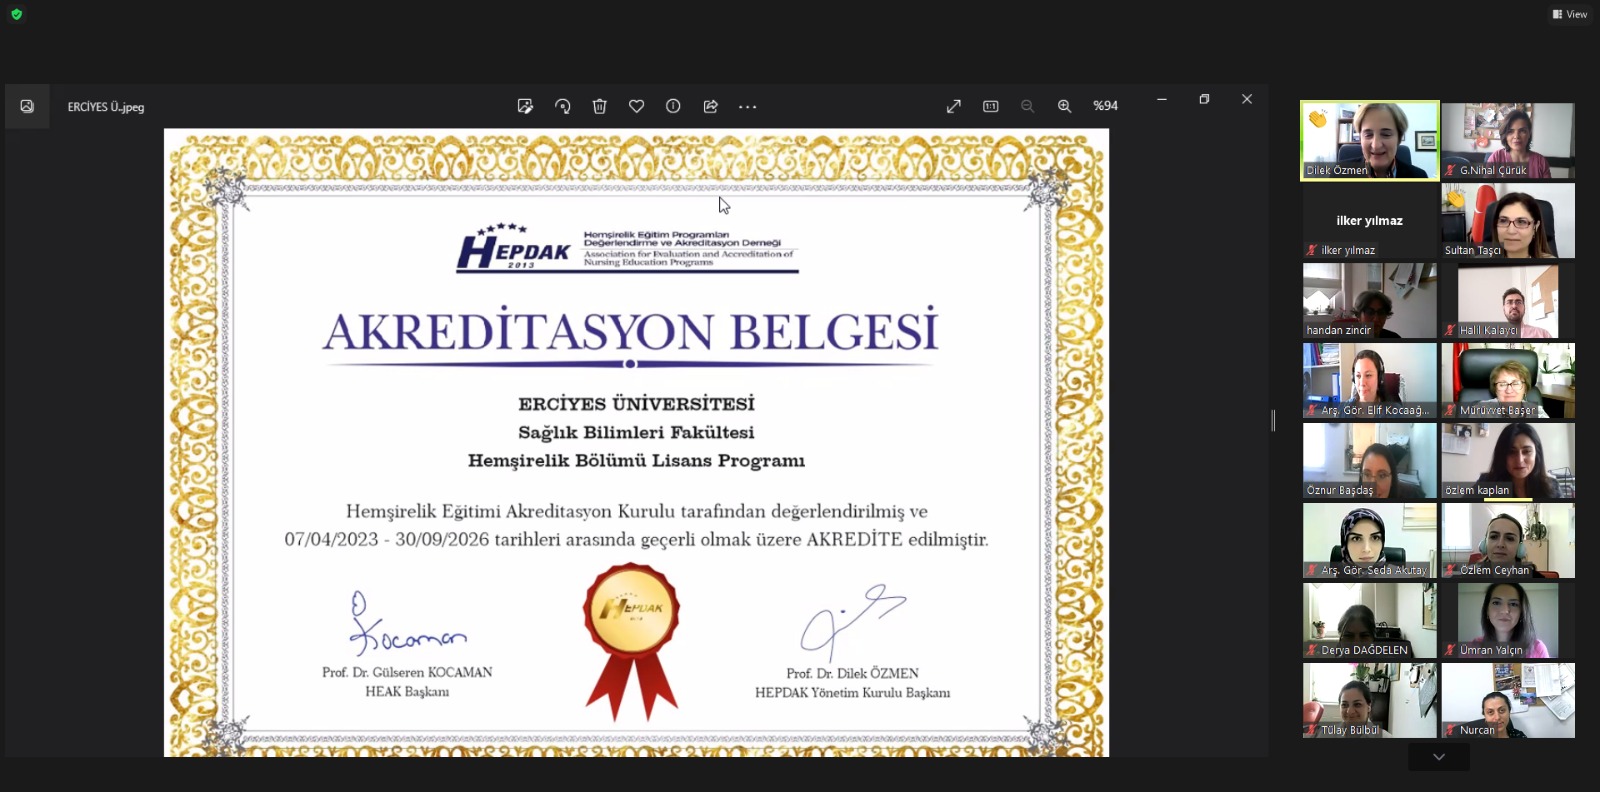 View
ERCİYES Ü...jpeg
%94
HEPDAK
2013
Hemşirelik Eğitim Programları
Değerlendirme ve Akreditasyon Derneği
Association for Evaluation and Accreditation of
Nursing Education Programs
AKREDİTASYON BELGESİ
ERCİYES ÜNİVERSİTESİ
Sağlık Bilimleri Fakültesi
Hemşirelik Bölümü Lisans Programı
Hemşirelik Eğitimi Akreditasyon Kurulu tarafından değerlendirilmiş ve
07/04/2023 - 30/09/2026 tarihleri arasında geçerli olmak üzere AKREDİTE edilmiştir.
Kocaman
HEPDAK
Prof. Dr. Gülseren KOCAMAN
HEAK Başkanı
Prof. Dr. Dilek ÖZMEN
HEPDAK Yönetim Kurulu Başkanı
Dilek Özmen
G.Nihal Çürük
ilker yılmaz
ilker yılmaz
Sultan Taşcı
handan zincir
Halil Kalaycı
Arş. Gör. Elif Kocaağ...
Mürüvvet Başer
Öznur Başdaş
özlem kaplan
Arş. Gör. Seda Akutay
Özlem Ceyhan
Derya DAĞDELEN
Ümran Yalçın
Tülay Bülbül
Nurcan